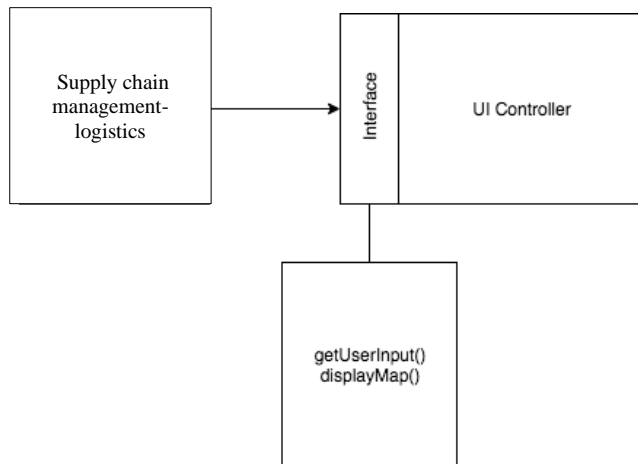 Supply chain
management-
logistics
Interface
UI Controller
getUserInput()
displayMap()